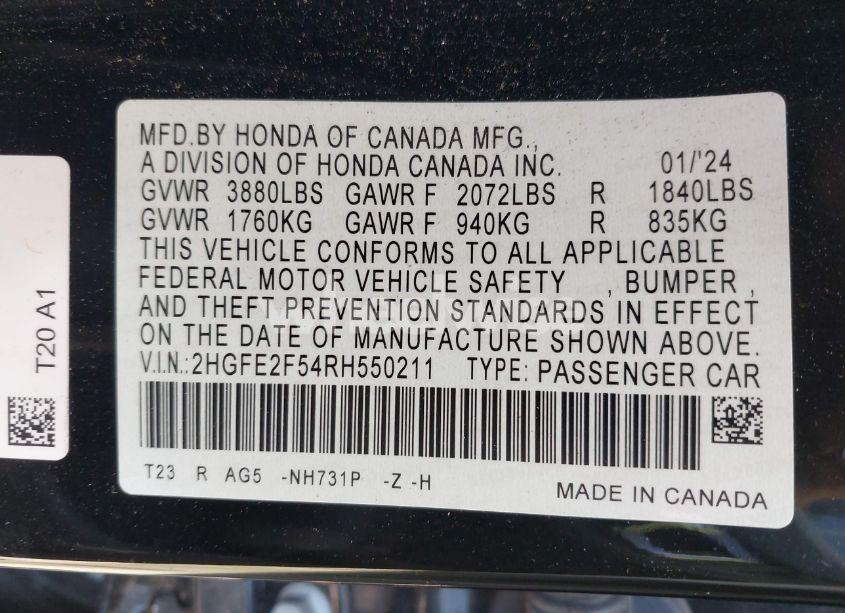 MFD.BY HONDA OF CANADA MFG.,
A DIVISION OF HONDA CANADA INC. 01/'24
GVWR 3880LBS GAWR F 2072LBS R 1840LBS
GVWR 1760KG GAWR F 940KG R 835KG
THIS VEHICLE CONFORMS TO ALL APPLICABLE
FEDERAL MOTOR VEHICLE SAFETY , BUMPER ,
AND THEFT PREVENTION STANDARDS IN EFFECT
ON THE DATE OF MANUFACTURE SHOWN ABOVE.
V.I.N.:2HGFE2F54RH550211 TYPE: PASSENGER CAR
T23 R AG5 -NH731P -Z -H
MADE IN CANADA
T20 A1